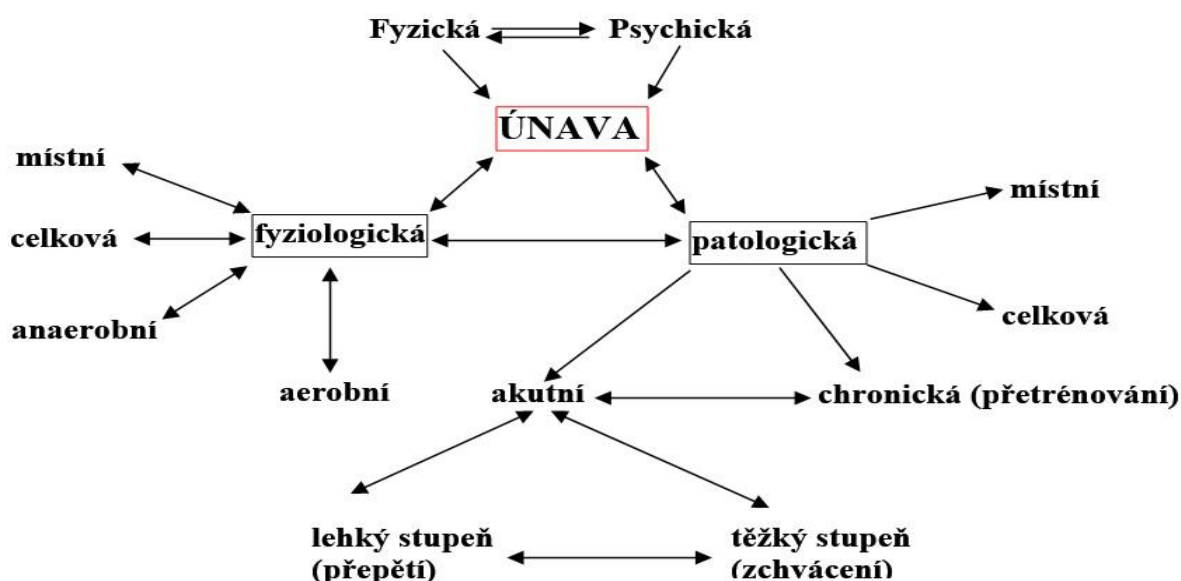 Fyzická
Psychická
ÚNAVA
místní
místní
fyziologická
patologická
celková
celková
anaerobní
aerobní
akutní
chronická (přetrénování)
lehký stupeň
(přepětí)
těžký stupeň
(zchvácení)